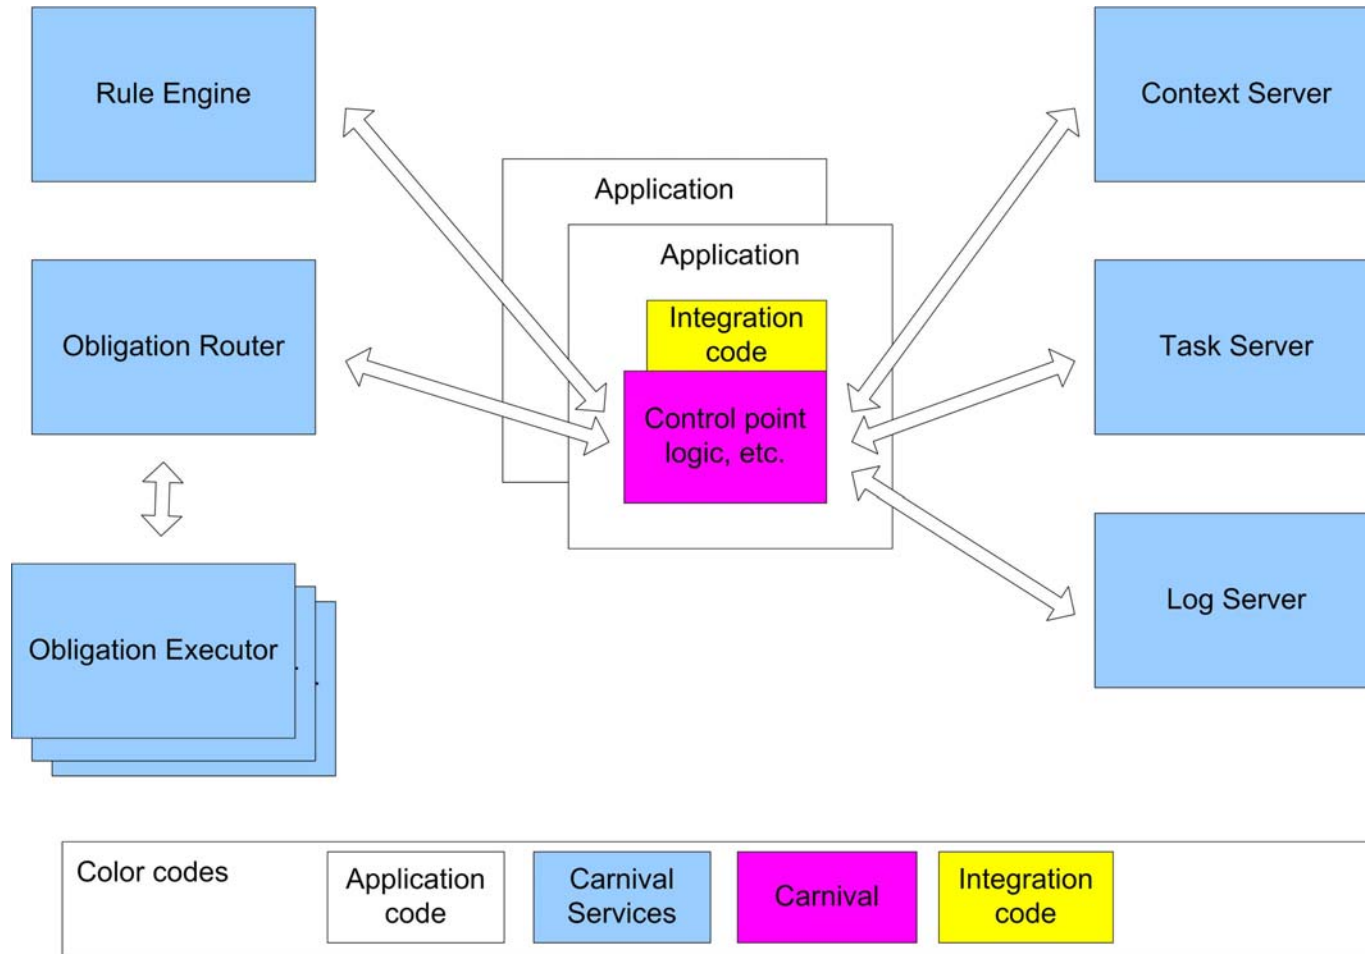 Rule Engine
Context Server
Application
Application
Integration
code
Obligation Router
Task Server
Control point
logic, etc.
Log Server
Obligation Executor
.
.
Color codes
Application
code
Carnival
Services
Carnival
Integration
code